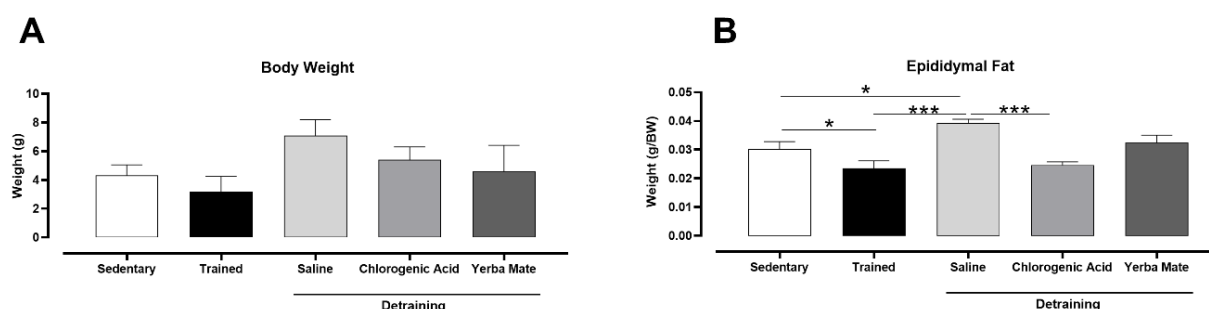 A
Body Weight
Weight (g)
10
8
6
4
2
0
Sedentary
Trained
Saline
Chlorogenic Acid
Yerba Mate
Detraining
B
Epididymal Fat
Weight (g/BW)
0.05
0.04
0.03
0.02
0.01
0.00
*
***
***
*
Sedentary
Trained
Saline
Chlorogenic Acid
Yerba Mate
Detraining